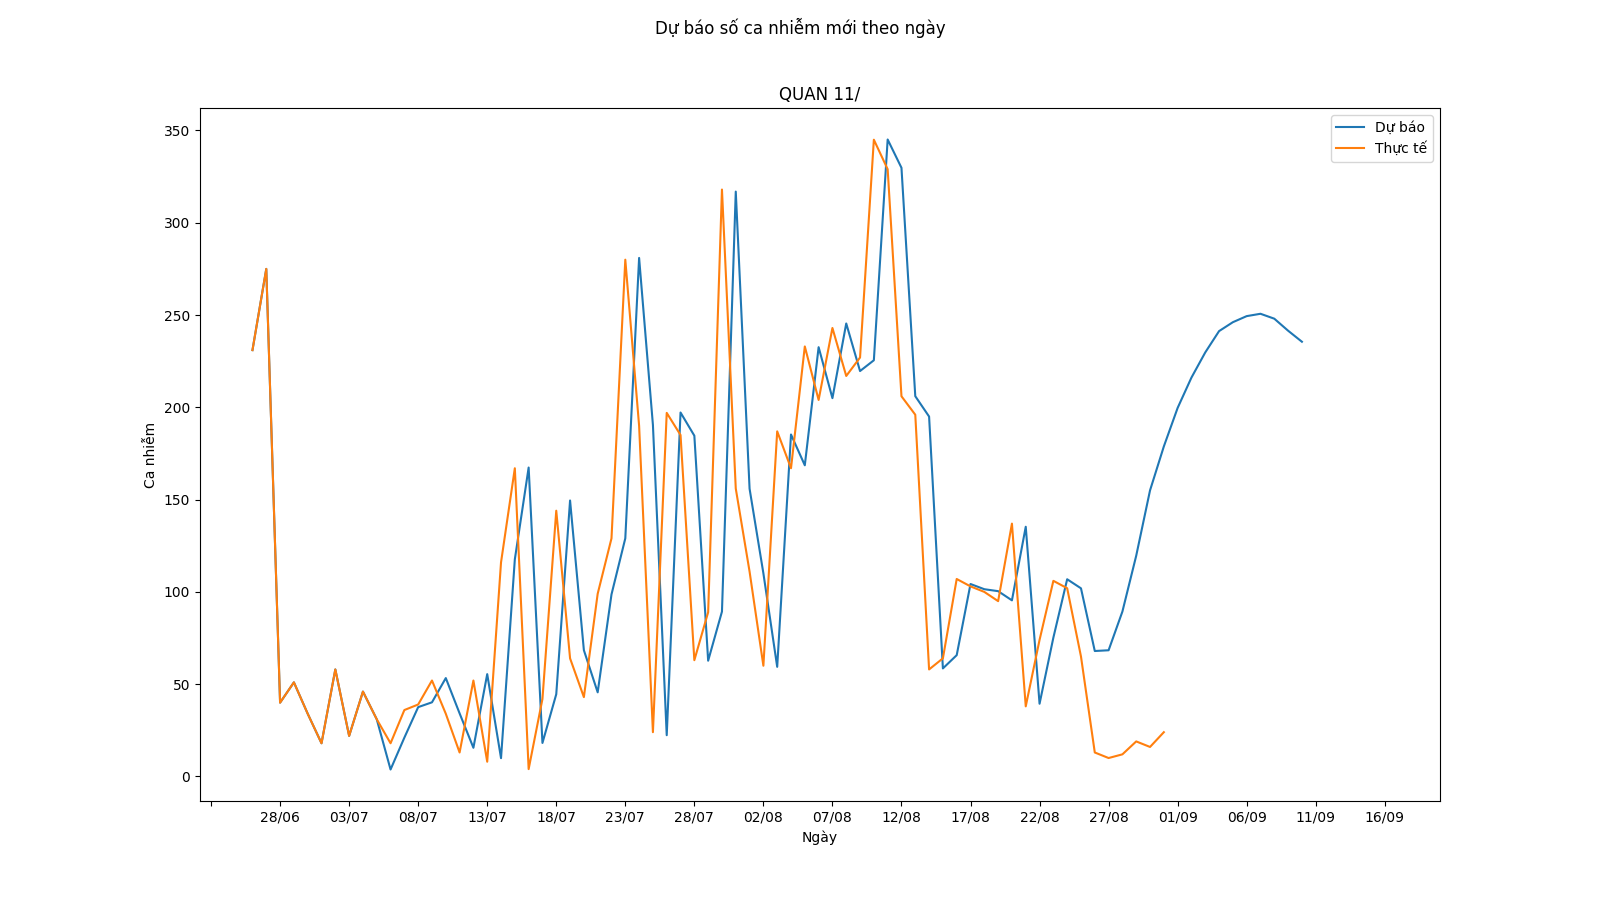 Dự báo số ca nhiễm mới theo ngày
QUAN 11/
Dự báo
Thực tế
350
300
250
200
150
100
50
0
Ca nhiễm
28/06 03/07 08/07 13/07 18/07 23/07 28/07 02/08 07/08 12/08 17/08 22/08 27/08 01/09 06/09 11/09 16/09
Ngày